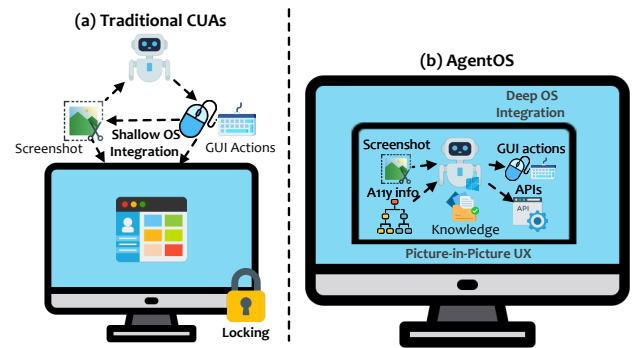 (a) Traditional CUAs
Screenshot
Shallow OS
Integration
GUI Actions
Locking
(b) AgentOS
Deep OS
Integration
Screenshot
GUI actions
A11y info
APIs
API
Knowledge
Picture-in-Picture UX